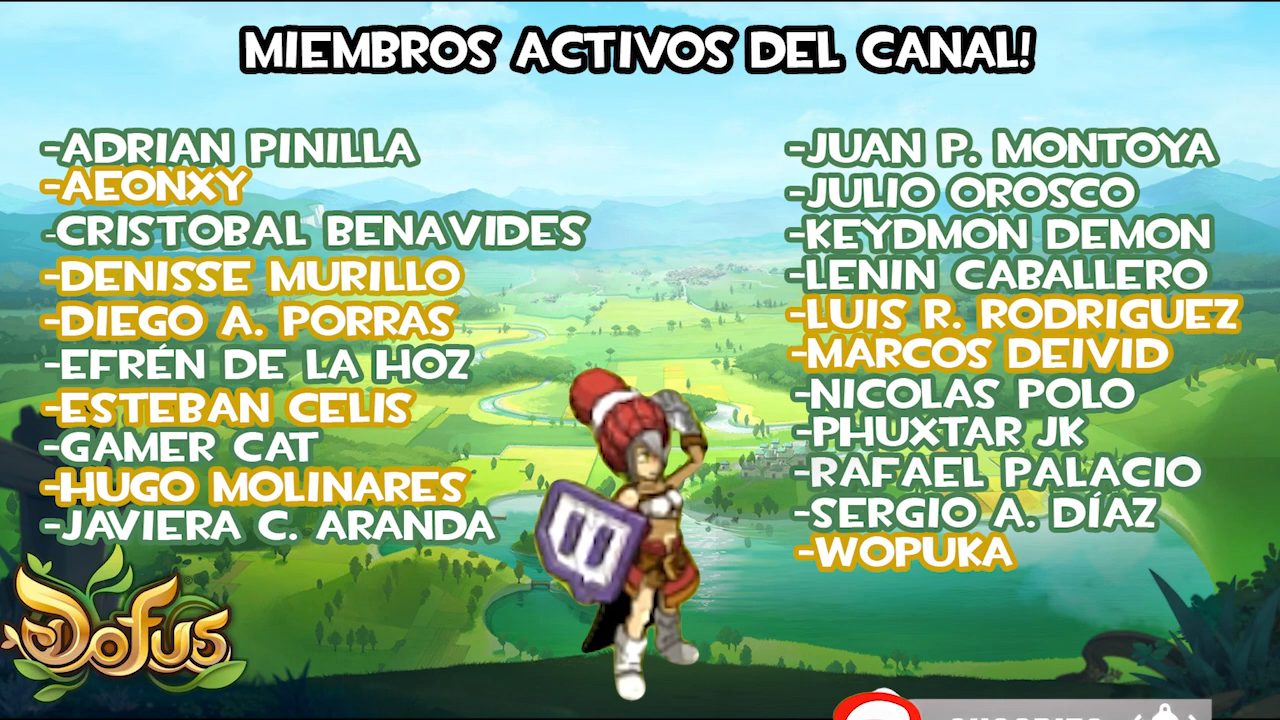 MIEMBROS ACTIVOS DEL CANAL!
-ADRIAN PINILLA
-AEONXY
-CRISTOBAL BENAVIDES
-DENISSE MURILLO
-DIEGO A. PORRAS
-EFRÉN DE LA HOZ
-ESTEBAN CELIS
-GAMER CAT
-HUGO MOLINARES
-JAVIERA C. ARANDA
-JUAN P. MONTOYA
-JULIO OROSCO
-KEYDMON DEMON
-LENIN CABALLERO
-LUIS R. RODRIGUEZ
-MARCOS DEIVID
-NICOLAS POLO
-PHUXTAR JK
-RAFAEL PALACIO
-SERGIO A. DÍAZ
-WOPUKA
DOFUS